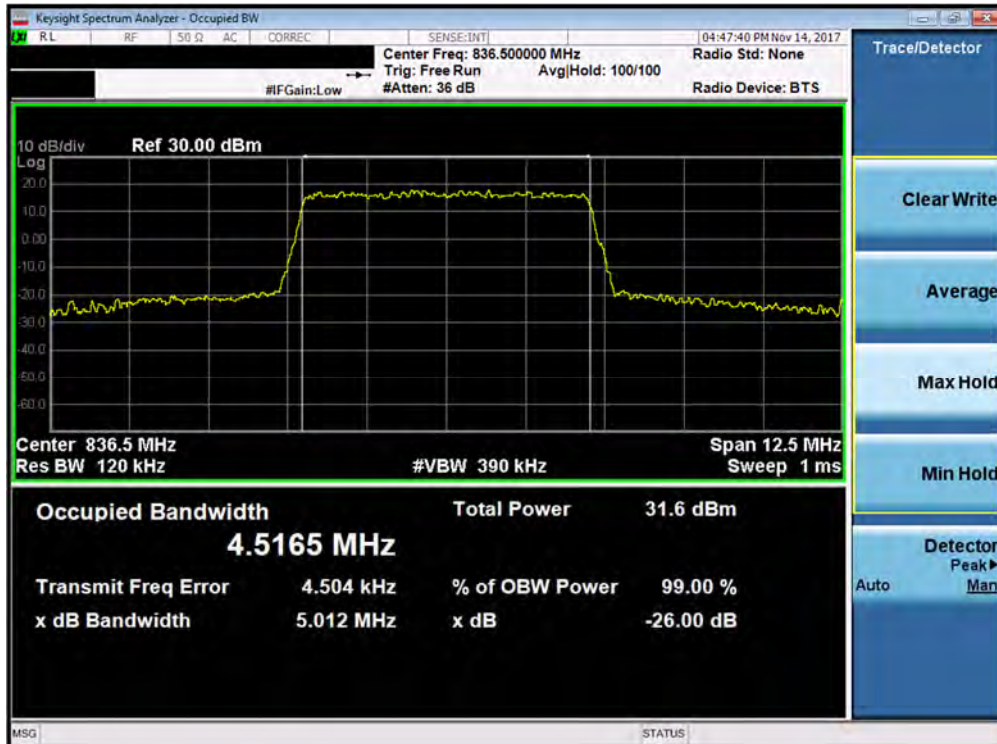 Keysight Spectrum Analyzer - Occupied BW
LXI RL RF 50 Ω AC CORREC SENSE:INT 04:47:40 PM Nov 14, 2017
Center Freq: 836.500000 MHz Radio Std: None
Trig: Free Run Avg|Hold: 100/100
#IFGain:Low #Atten: 36 dB Radio Device: BTS
10 dB/div Ref 30.00 dBm
Log
20.0
10.0
0.00
-10.0
-20.0
-30.0
-40.0
-50.0
-60.0
Center 836.5 MHz Span 12.5 MHz
Res BW 120 kHz #VBW 390 kHz Sweep 1 ms
Occupied Bandwidth Total Power 31.6 dBm
4.5165 MHz
Transmit Freq Error 4.504 kHz % of OBW Power 99.00 %
x dB Bandwidth 5.012 MHz x dB -26.00 dB
MSG STATUS
Trace/Detector
Clear Write
Average
Max Hold
Min Hold
Detector
Peak▶
Auto Man